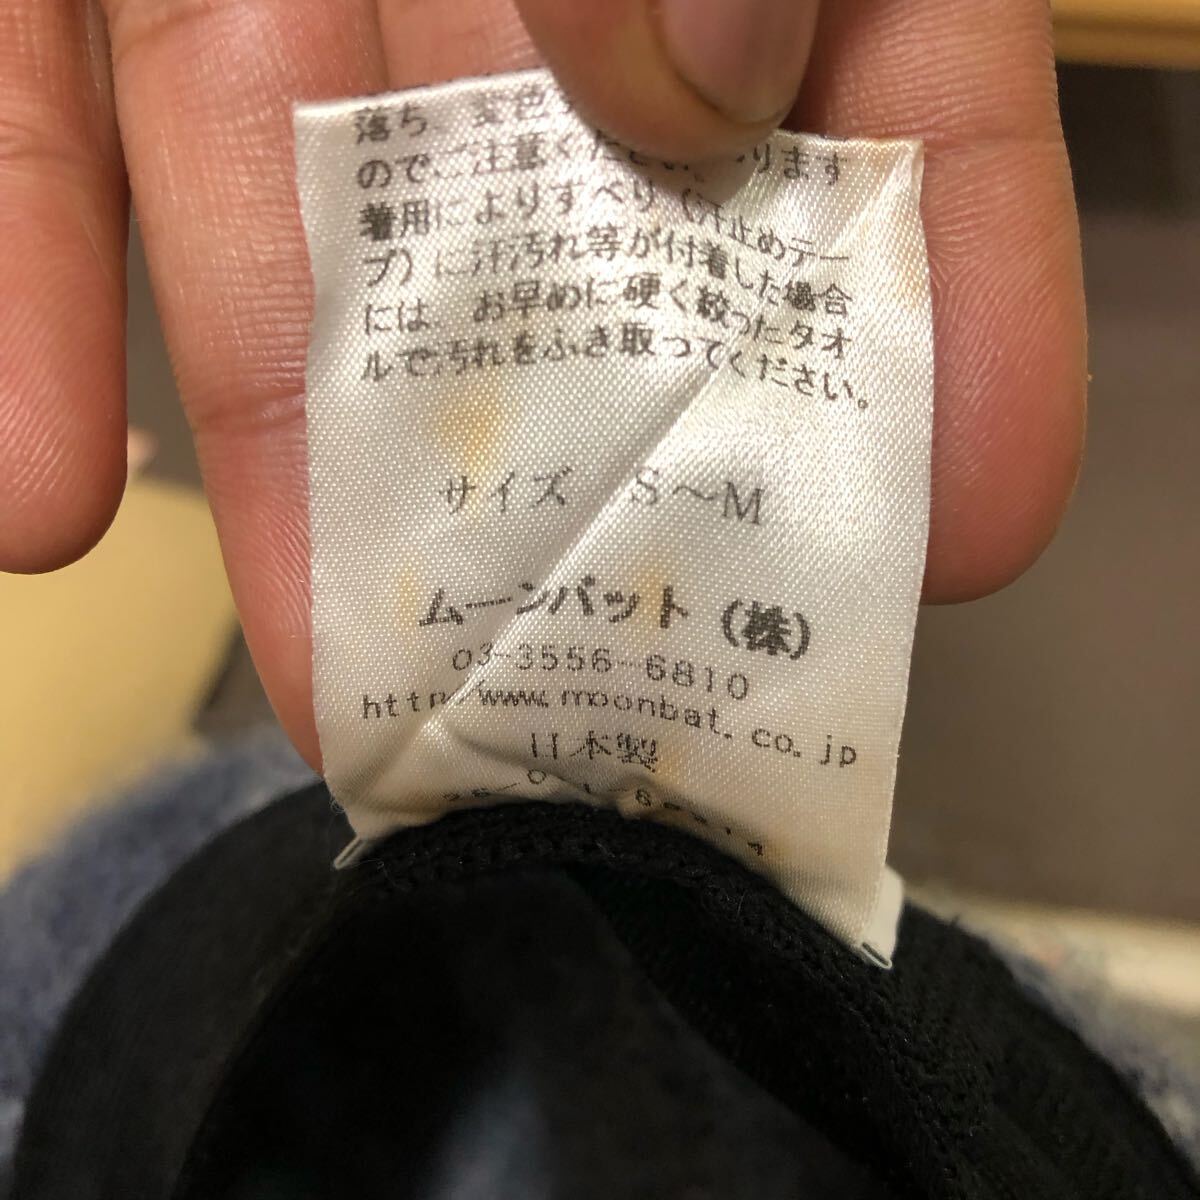 落ち、変色
のでご注意ください。 ります
着用によりすべり（汗止めテー
プ）に汗汚れ等が付着した場合
には、お早めに硬く絞ったタオ
ルで汚れをふき取ってください。
サイズ S～M
ムーンバット（株）
03-3556-6810
http://www.moonbat.co.jp
日本製